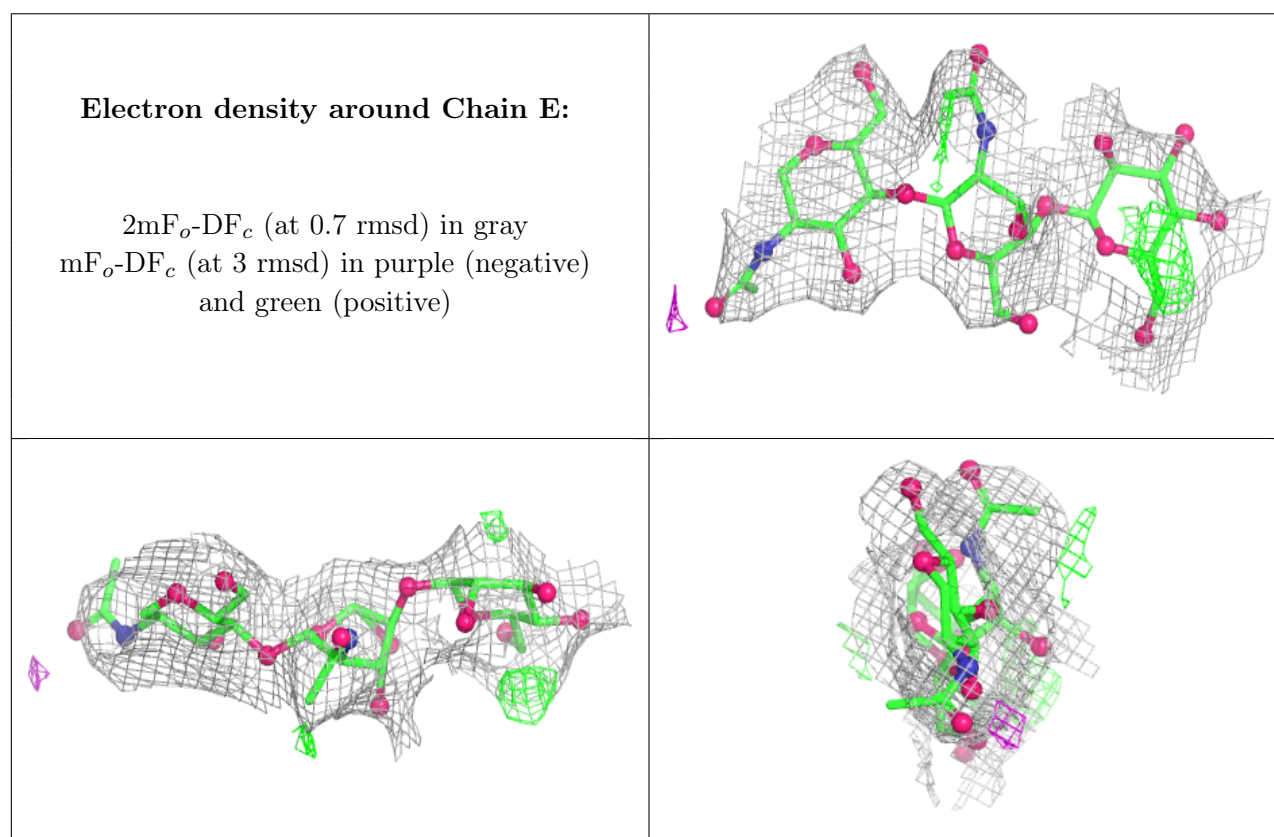 Electron density around Chain E:
2mFₒ-DF𝒸 (at 0.7 rmsd) in gray
mFₒ-DF𝒸 (at 3 rmsd) in purple (negative)
and green (positive)